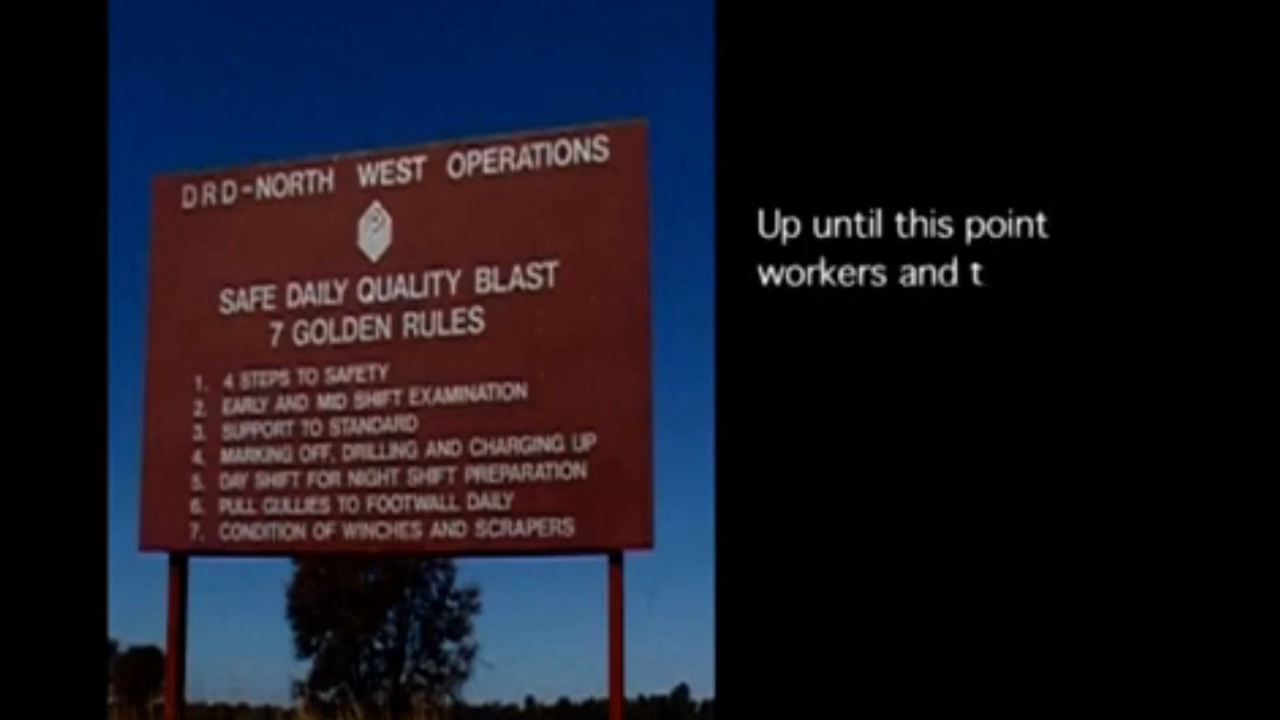 DRD-NORTH WEST OPERATIONS
SAFE DAILY QUALITY BLAST
7 GOLDEN RULES
1. 4 STEPS TO SAFETY
2. EARLY AND MID SHIFT EXAMINATION
3. SUPPORT TO STANDARD
4. MARKING OFF, DRILLING AND CHARGING UP
5. DAY SHIFT FOR NIGHT SHIFT PREPARATION
6. PULL GULLIES TO FOOTWALL DAILY
7. CONDITION OF WINCHES AND SCRAPERS
Up until this point
workers and t